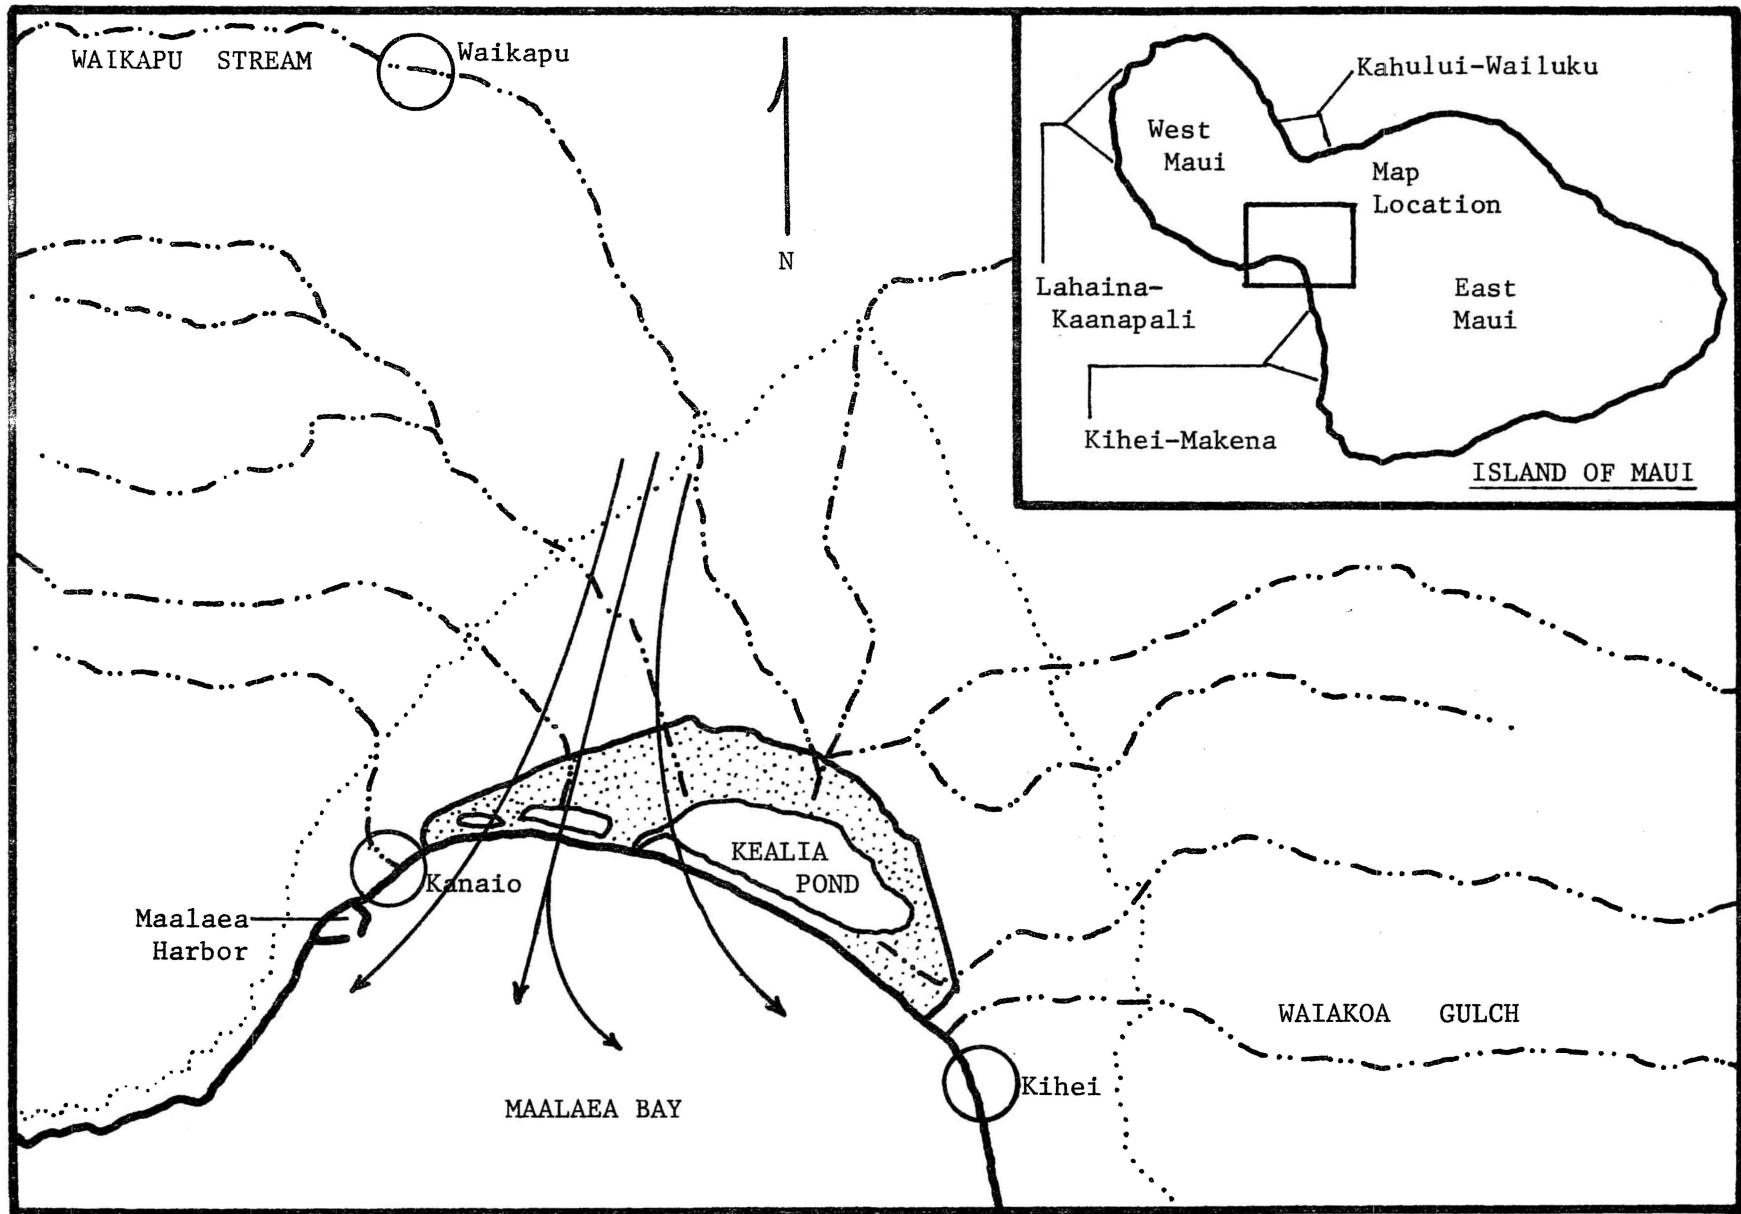 WAIKAPU STREAM
Waikapu
N
Kahului-Wailuku
West
Maui
Map
Location
Lahaina-
Kaanapali
East
Maui
Kihei-Makena
ISLAND OF MAUI
KEALIA
POND
Kanaio
Maalaea
Harbor
WAIAKOA GULCH
Kihei
MAALAEA BAY